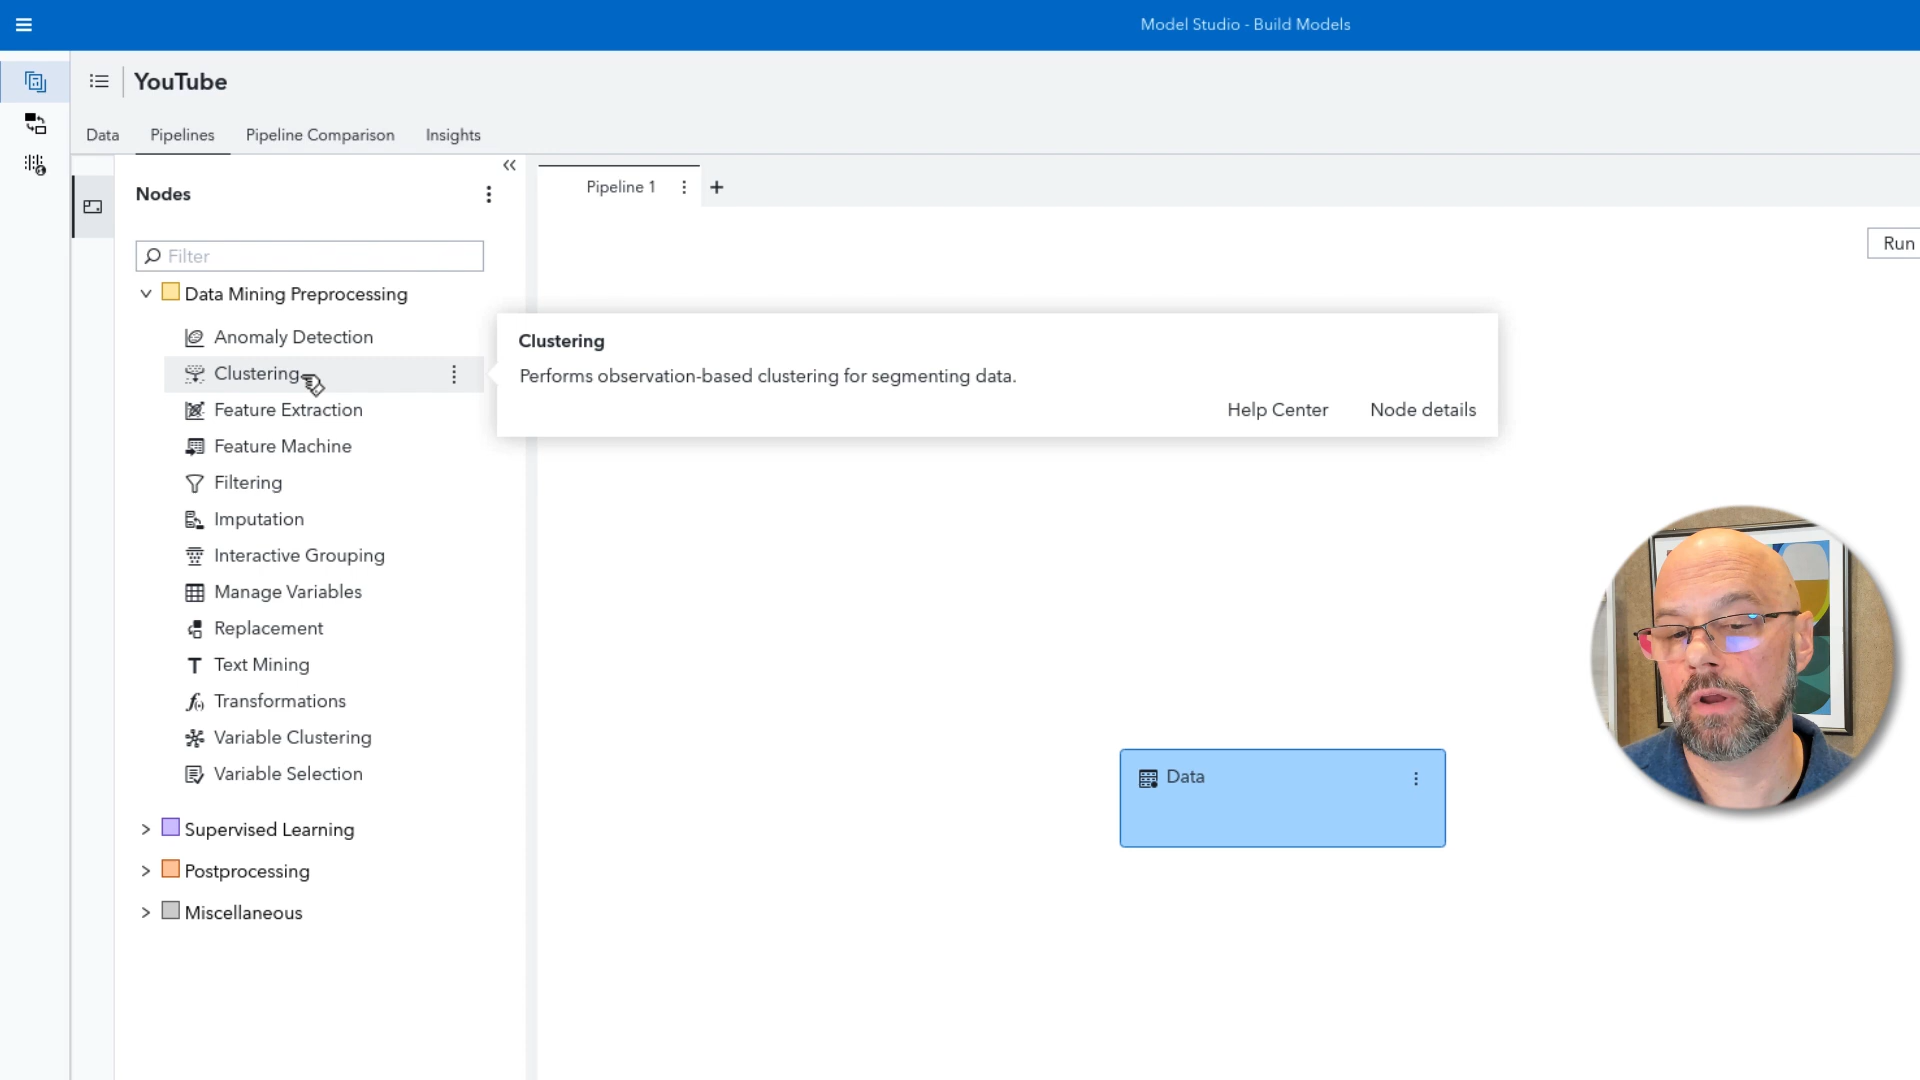 Model Studio - Build Models
YouTube
Data
Pipelines
Pipeline Comparison
Insights
Nodes
Pipeline 1
Filter
Run
Data Mining Preprocessing
Anomaly Detection
Clustering
Feature Extraction
Feature Machine
Filtering
Imputation
Interactive Grouping
Manage Variables
Replacement
Text Mining
Transformations
Variable Clustering
Variable Selection
Supervised Learning
Postprocessing
Miscellaneous
Clustering
Performs observation-based clustering for segmenting data.
Help Center
Node details
Data